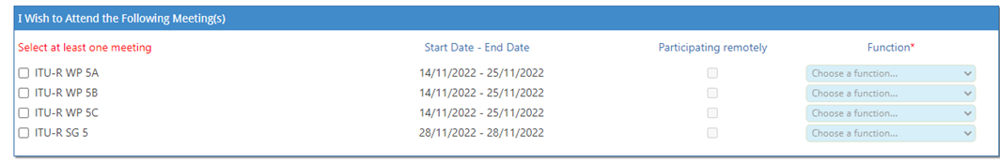 I Wish to Attend the Following Meeting(s)
Select at least one meeting Start Date - End Date Participating remotely Function*
ITU-R WP 5A 14/11/2022 - 25/11/2022 Choose a function...
ITU-R WP 5B 14/11/2022 - 25/11/2022 Choose a function...
ITU-R WP 5C 14/11/2022 - 25/11/2022 Choose a function...
ITU-R SG 5 28/11/2022 - 28/11/2022 Choose a function...